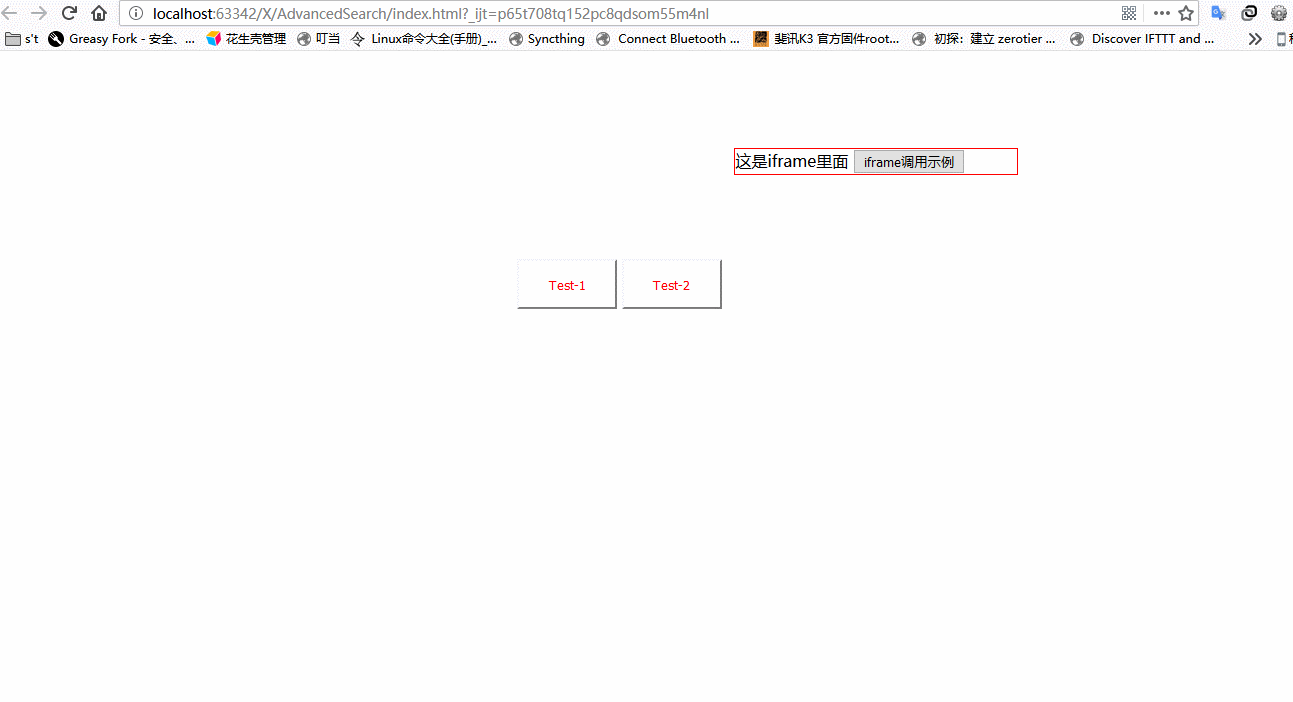 localhost:63342/X/AdvancedSearch/index.html?_ijt=p65t708tq152pc8qdsom55m4nl
s't Greasy Fork - 安全、... 花生壳管理 叮当 Linux命令大全(手册)_... Syncthing Connect Bluetooth ... 斐讯K3 官方固件root... 初探：建立 zerotier ... Discover IFTTT and ...
这是iframe里面 iframe调用示例
Test-1 Test-2